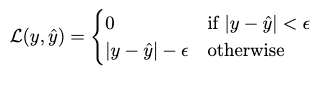 L(y, ŷ) = { 0 if |y − ŷ| < ϵ
|y − ŷ| − ϵ otherwise